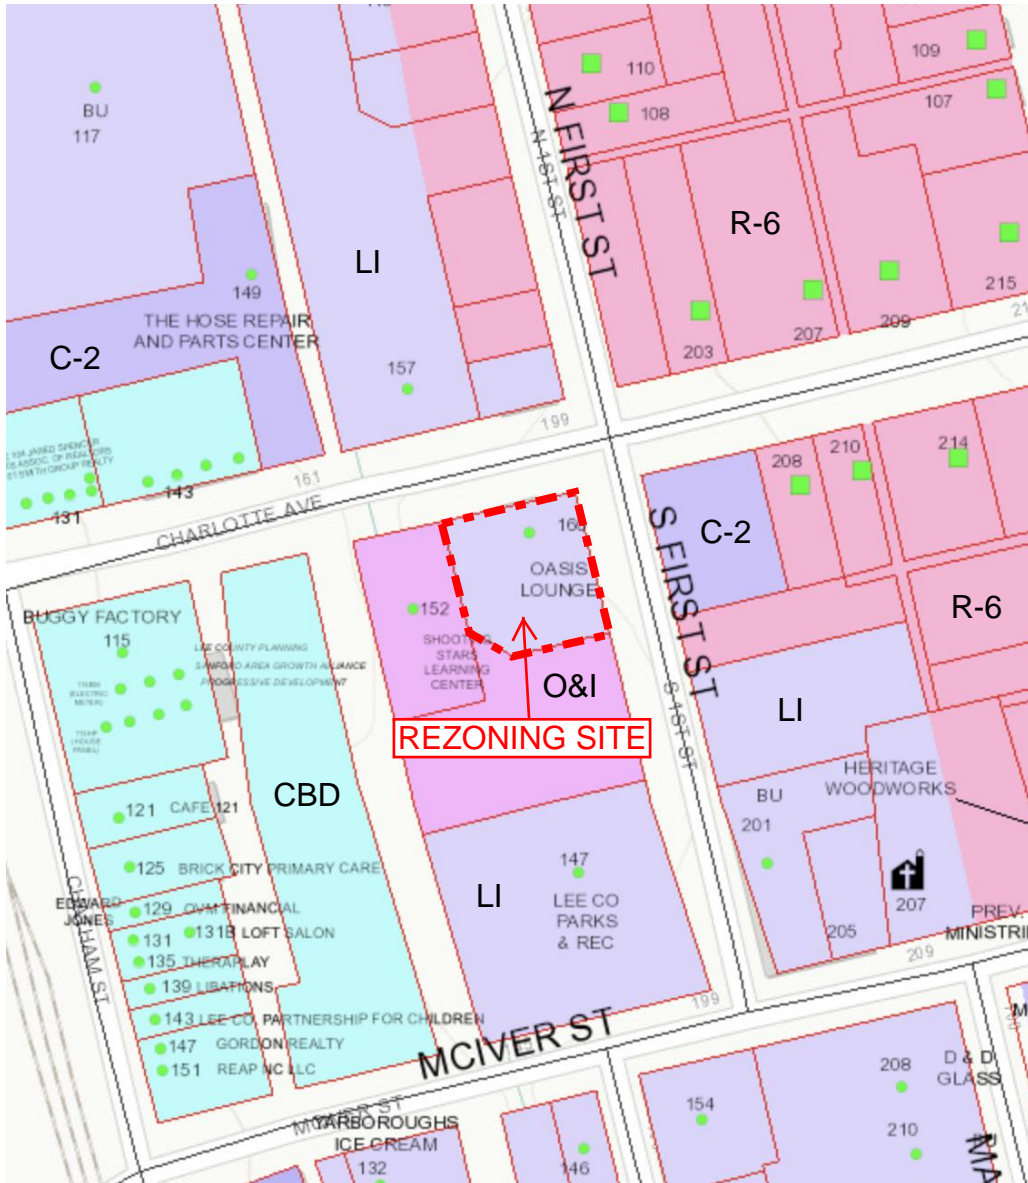 110
109
108
107
N FIRST ST
N 1ST ST
BU
117
R-6
LI
149
THE HOSE REPAIR
AND PARTS CENTER
C-2
157
203
207
209
215
199
161
143
131
CHARLOTTE AVE
208
210
214
C-2
S FIRST ST
S 1ST ST
R-6
OASIS
LOUNGE
152
SHOOTING
STARS
LEARNING
CENTER
O&I
REZONING SITE
BUGGY FACTORY
115
LEE COUNTY PLANNING
SANFORD AREA GROWTH ALLIANCE
PROGRESSIVE DEVELOPMENT
CBD
LI
HERITAGE
WOODWORKS
BU
201
207
205
209
PREV.
121 CAFE 121
125 BRICK CITY PRIMARY CARE
EDWARD
JONES
129 OVM FINANCIAL
131 131B LOFT SALON
135 THERAPLAY
139 LIBATIONS
143 LEE CO. PARTNERSHIP FOR CHILDREN
147 GORDON REALTY
151 REAP NC LLC
CHATHAM ST
LI
147
LEE CO
PARKS
& REC
199
MCIVER ST
MCIVER ST
YARBOROUGHS
ICE CREAM
132
146
154
208
D & D
GLASS
210